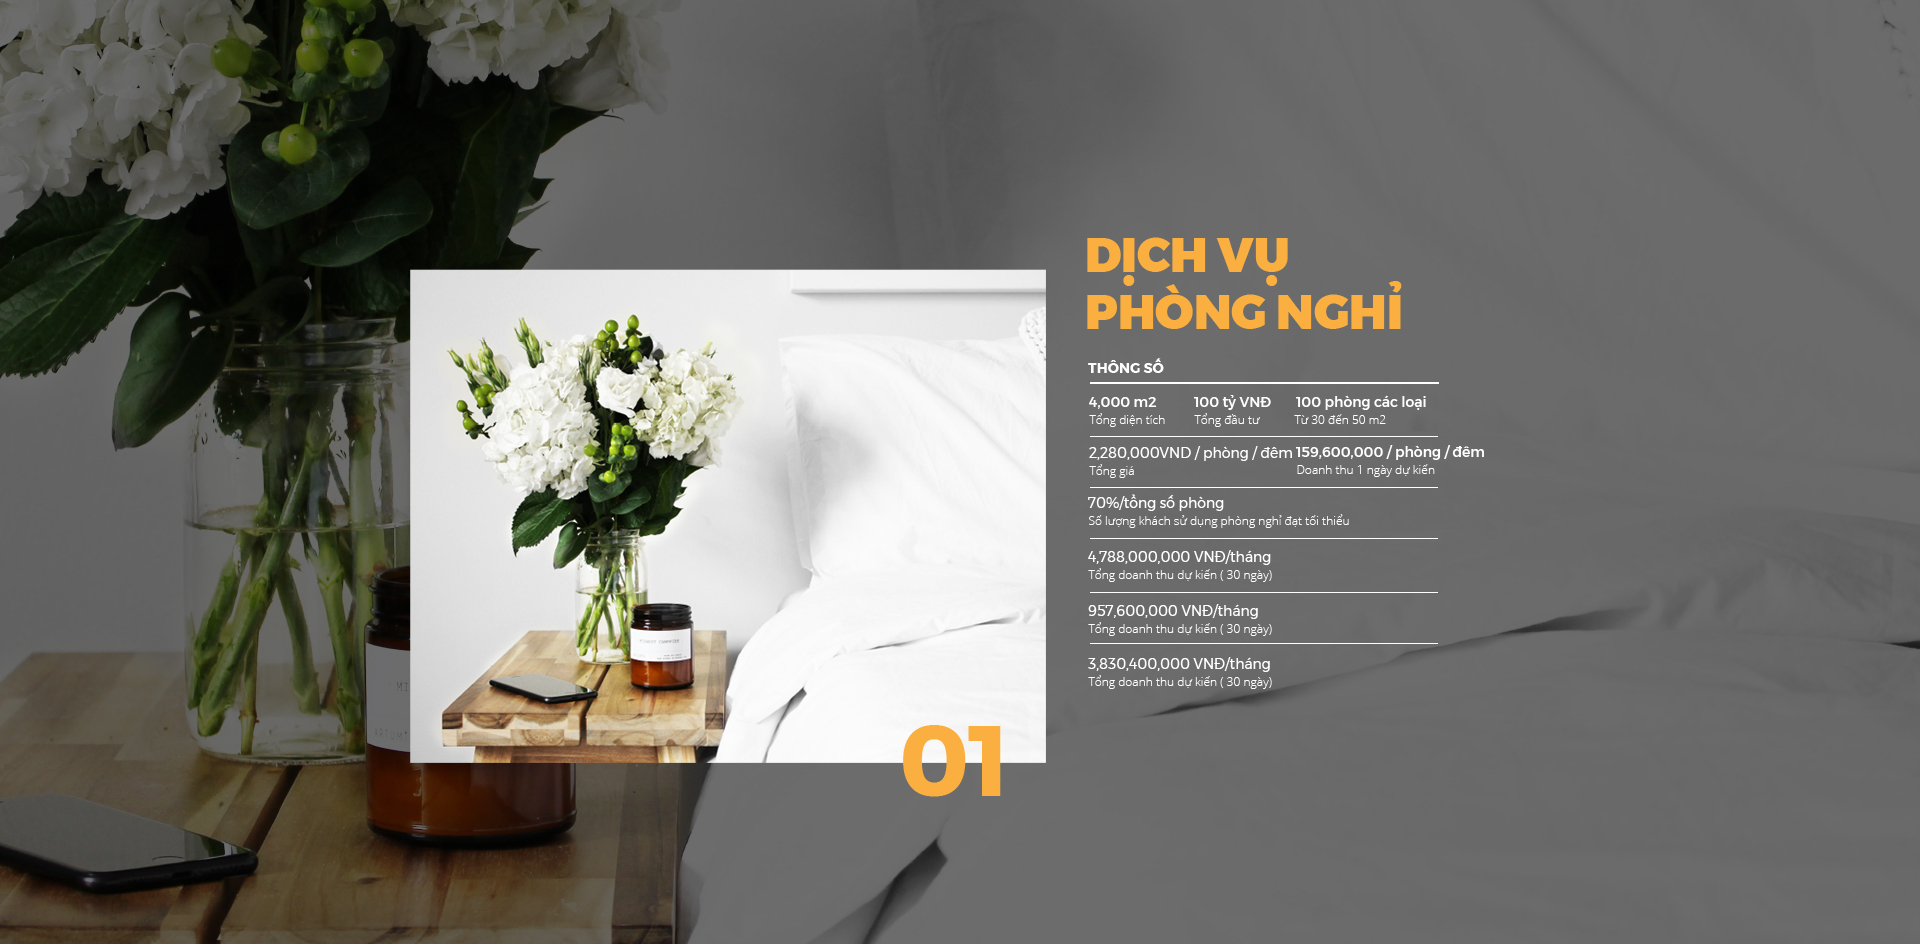 DỊCH VỤ
PHÒNG NGHỈ
THÔNG SỐ
4,000 m2 100 tỷ VNĐ 100 phòng các loại
Tổng diện tích Tổng đầu tư Từ 30 đến 50 m2
2,280,000VND / phòng / đêm 159,600,000 / phòng / đêm
Tổng giá Doanh thu 1 ngày dự kiến
70%/tổng số phòng
Số lượng khách sử dụng phòng nghỉ đạt tối thiểu
4,788,000,000 VNĐ/tháng
Tổng doanh thu dự kiến ( 30 ngày)
957,600,000 VNĐ/tháng
Tổng doanh thu dự kiến ( 30 ngày)
3,830,400,000 VNĐ/tháng
Tổng doanh thu dự kiến ( 30 ngày)
01